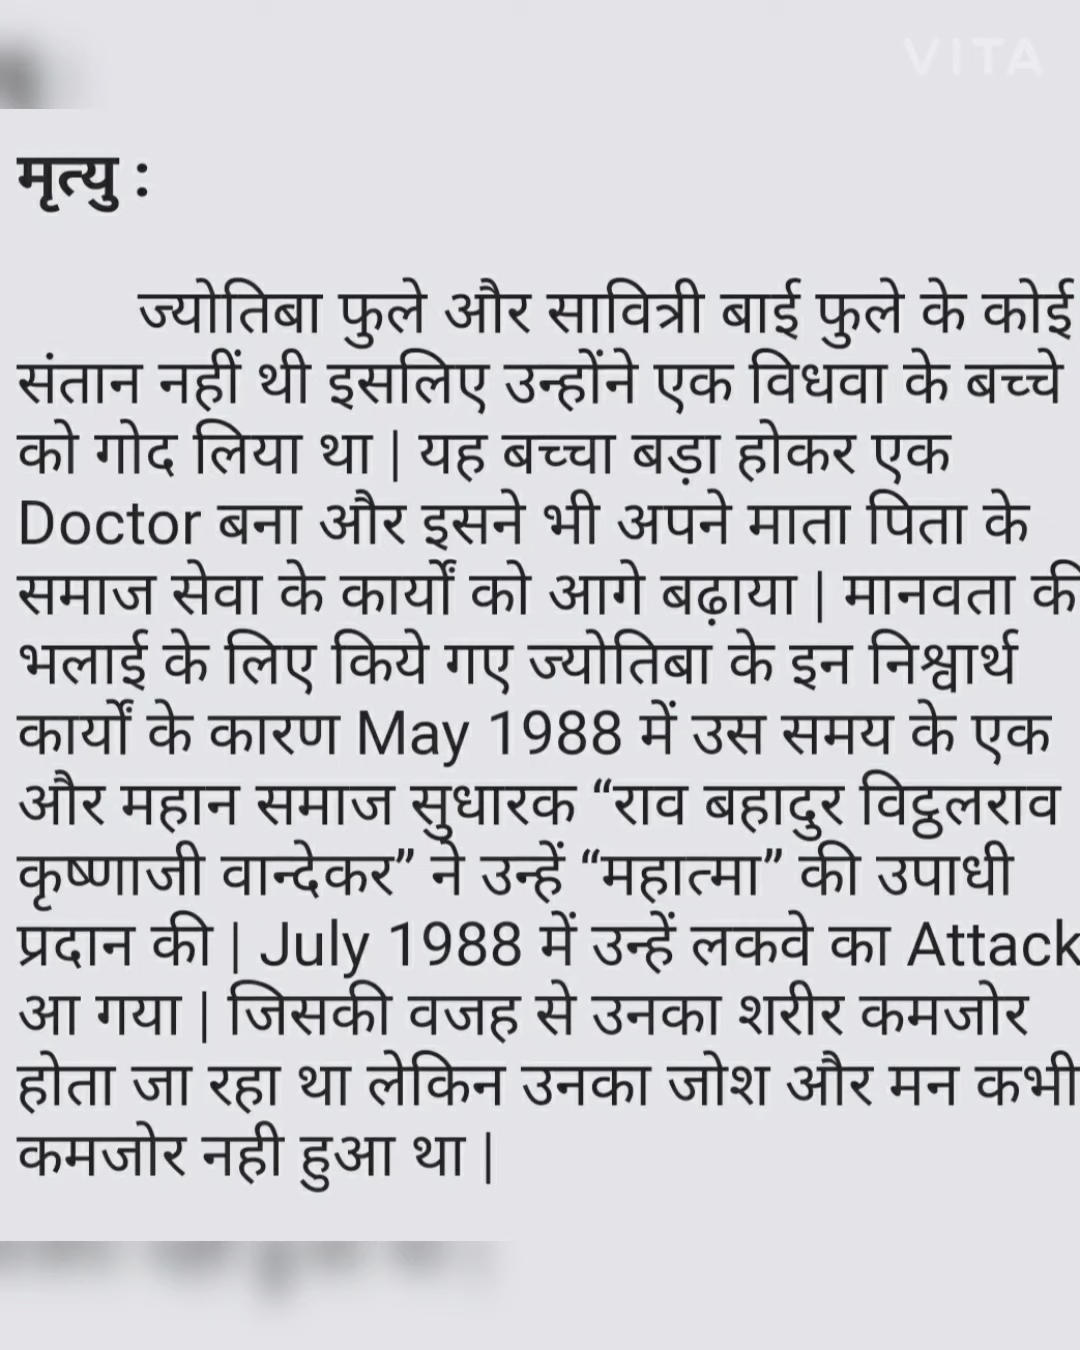 VITA
मृत्यु :
ज्योतिबा फुले और सावित्री बाई फुले के कोई
संतान नहीं थी इसलिए उन्होंने एक विधवा के बच्चे
को गोद लिया था | यह बच्चा बड़ा होकर एक
Doctor बना और इसने भी अपने माता पिता के
समाज सेवा के कार्यों को आगे बढ़ाया | मानवता की
भलाई के लिए किये गए ज्योतिबा के इन निश्वार्थ
कार्यों के कारण May 1988 में उस समय के एक
और महान समाज सुधारक “राव बहादुर विट्ठलराव
कृष्णाजी वान्देकर” ने उन्हें “महात्मा” की उपाधी
प्रदान की | July 1988 में उन्हें लकवे का Attack
आ गया | जिसकी वजह से उनका शरीर कमजोर
होता जा रहा था लेकिन उनका जोश और मन कभी
कमजोर नही हुआ था |